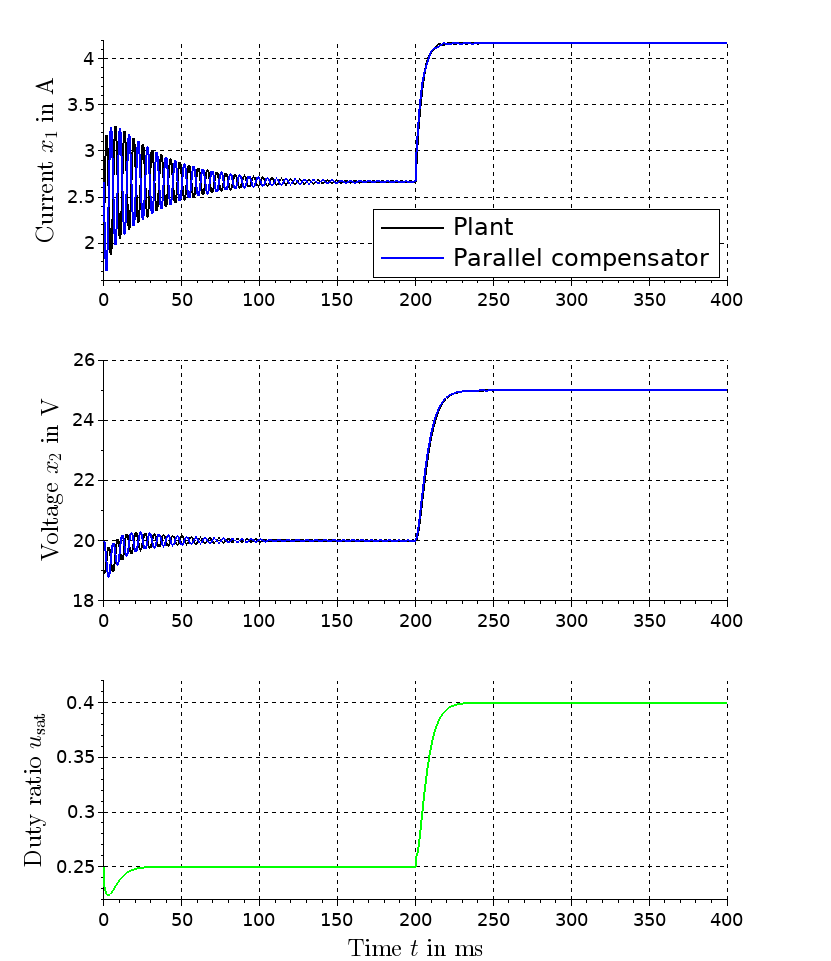 4
3.5
3
2.5
2
Current x₁ in A
Plant
Parallel compensator
0 50 100 150 200 250 300 350 400
26
24
22
20
18
Voltage x₂ in V
0 50 100 150 200 250 300 350 400
0.4
0.35
0.3
0.25
Duty ratio u_sat
0 50 100 150 200 250 300 350 400
Time t in ms